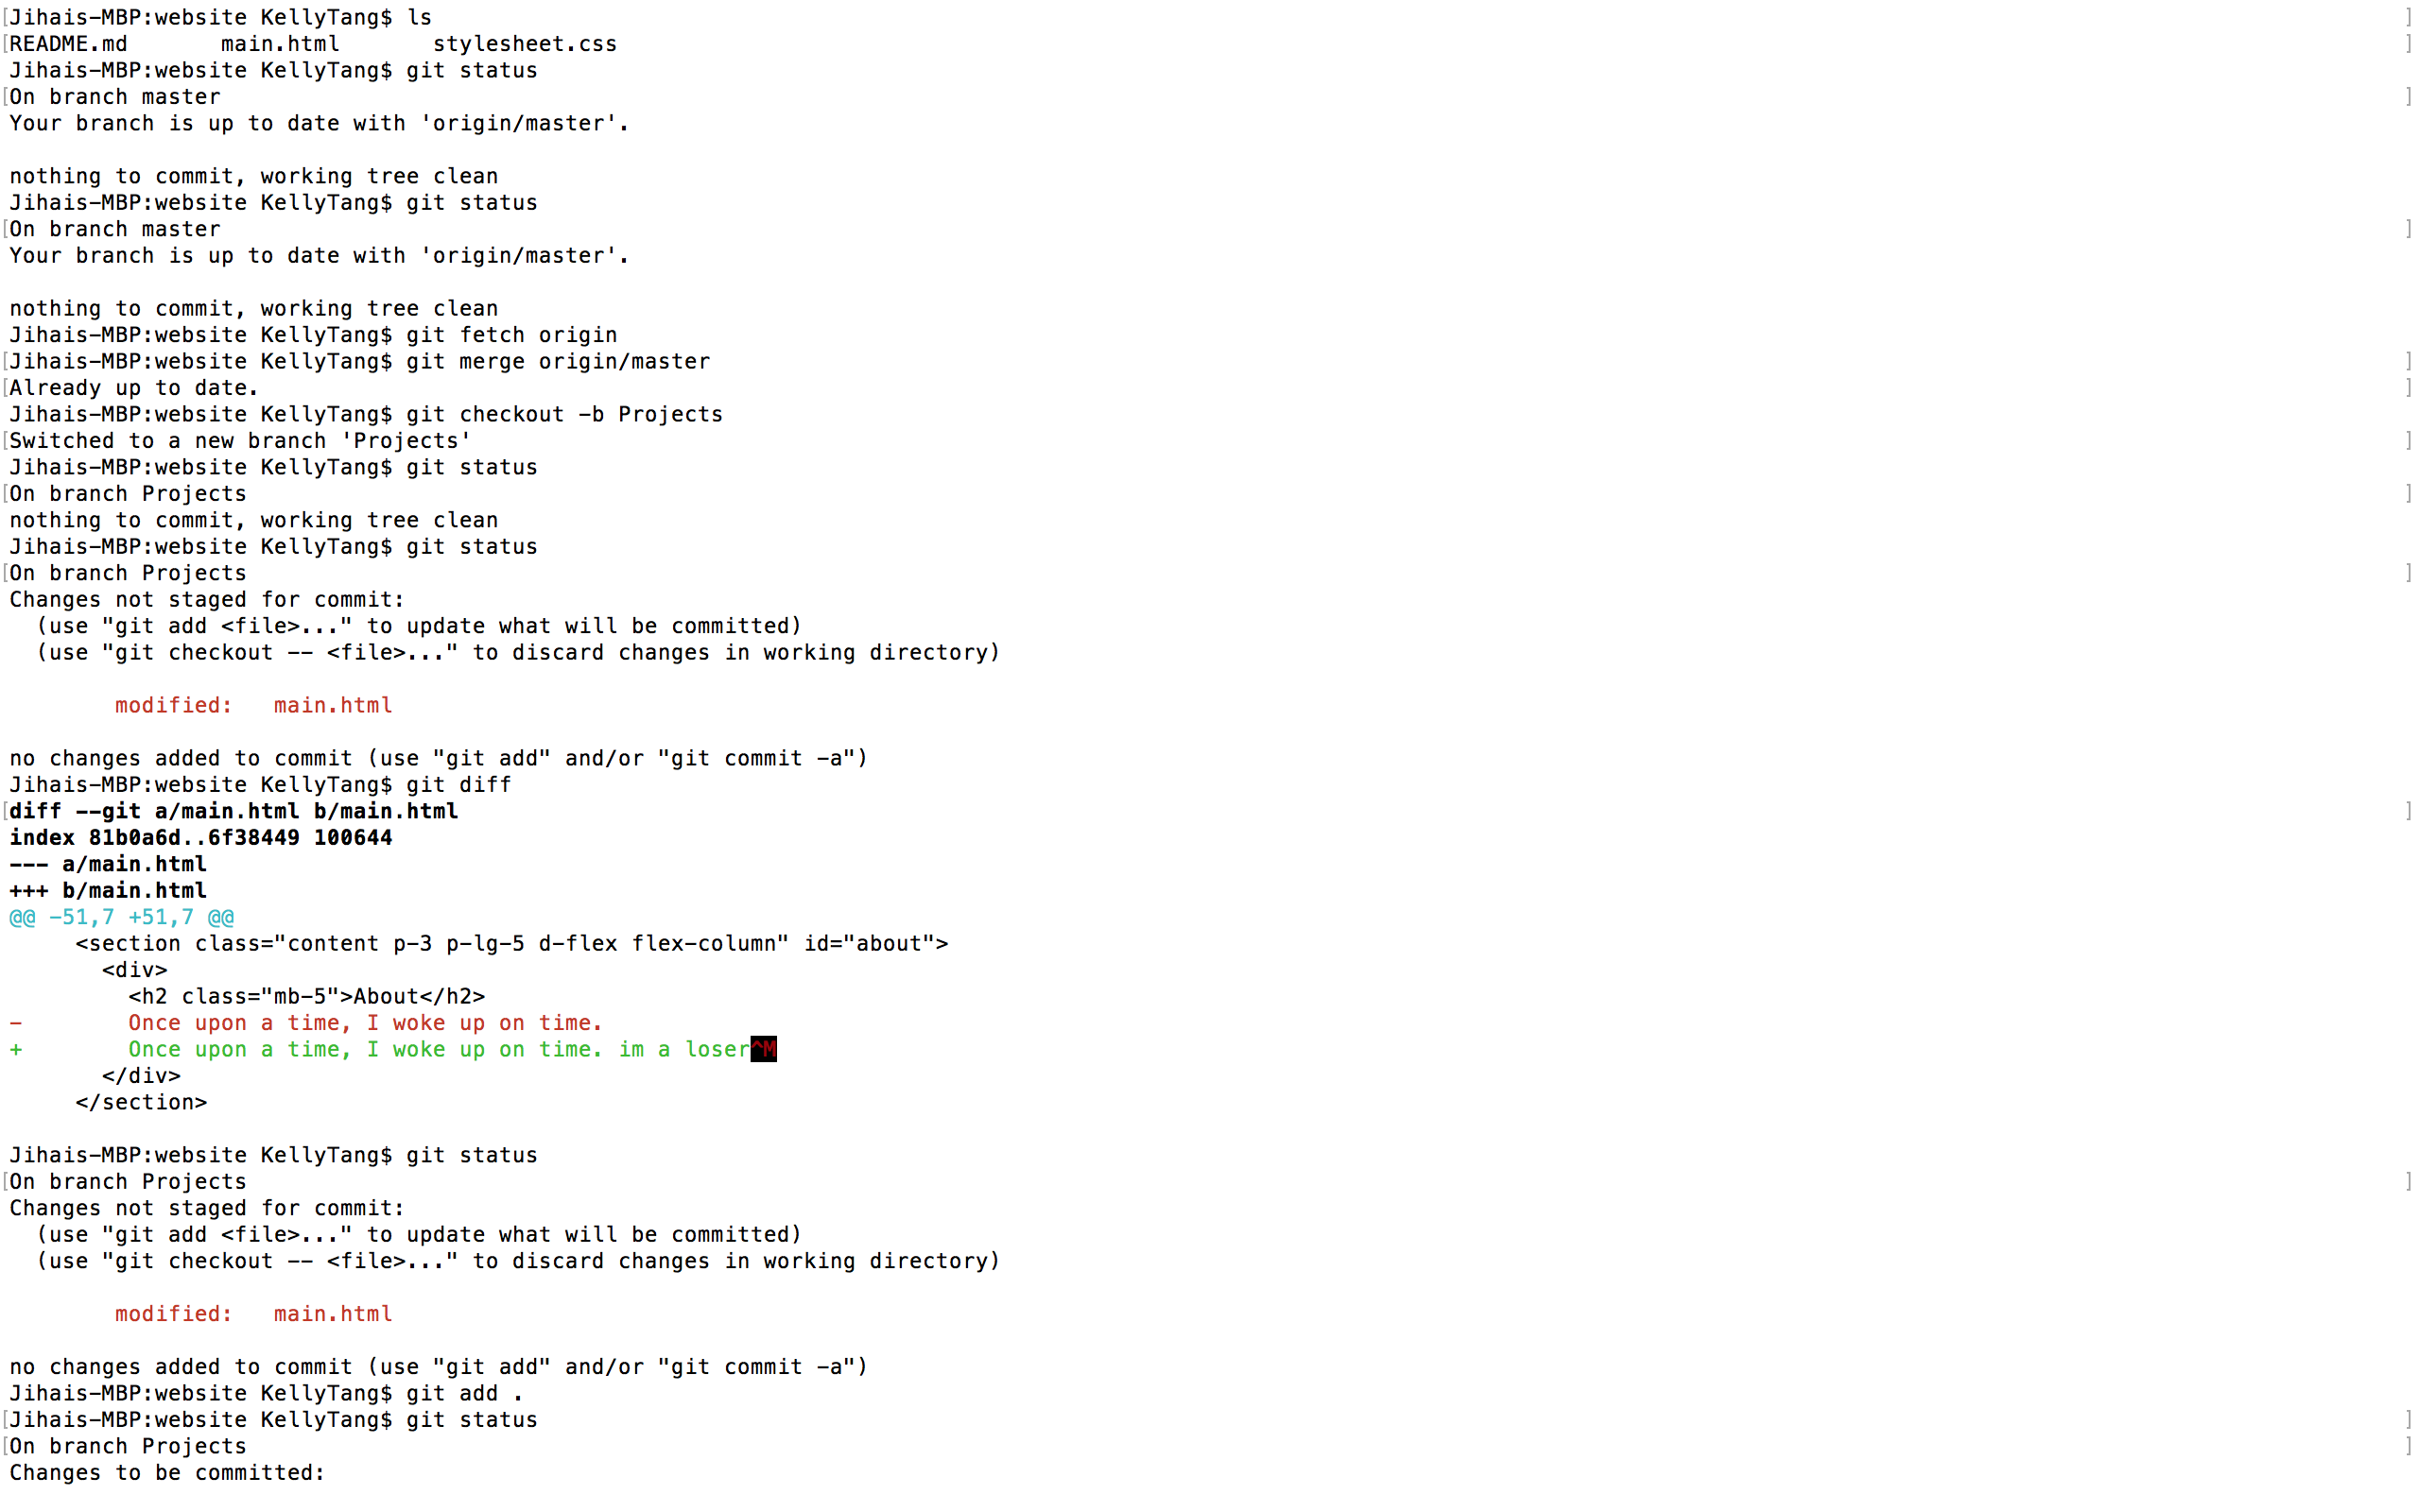 [Jihais-MBP:website KellyTang$ ls ]
[README.md       main.html       stylesheet.css ]
Jihais-MBP:website KellyTang$ git status
[On branch master ]
Your branch is up to date with 'origin/master'.

nothing to commit, working tree clean
Jihais-MBP:website KellyTang$ git status
[On branch master ]
Your branch is up to date with 'origin/master'.

nothing to commit, working tree clean
Jihais-MBP:website KellyTang$ git fetch origin
[Jihais-MBP:website KellyTang$ git merge origin/master ]
[Already up to date. ]
Jihais-MBP:website KellyTang$ git checkout -b Projects
[Switched to a new branch 'Projects' ]
Jihais-MBP:website KellyTang$ git status
[On branch Projects ]
nothing to commit, working tree clean
Jihais-MBP:website KellyTang$ git status
[On branch Projects ]
Changes not staged for commit:
  (use "git add <file>..." to update what will be committed)
  (use "git checkout -- <file>..." to discard changes in working directory)

        modified:   main.html

no changes added to commit (use "git add" and/or "git commit -a")
Jihais-MBP:website KellyTang$ git diff
[diff --git a/main.html b/main.html ]
index 81b0a6d..6f38449 100644
--- a/main.html
+++ b/main.html
@@ -51,7 +51,7 @@
     <section class="content p-3 p-lg-5 d-flex flex-column" id="about">
       <div>
         <h2 class="mb-5">About</h2>
-        Once upon a time, I woke up on time.
+        Once upon a time, I woke up on time. im a loser^M
       </div>
     </section>

Jihais-MBP:website KellyTang$ git status
[On branch Projects ]
Changes not staged for commit:
  (use "git add <file>..." to update what will be committed)
  (use "git checkout -- <file>..." to discard changes in working directory)

        modified:   main.html

no changes added to commit (use "git add" and/or "git commit -a")
Jihais-MBP:website KellyTang$ git add .
[Jihais-MBP:website KellyTang$ git status ]
[On branch Projects ]
Changes to be committed: